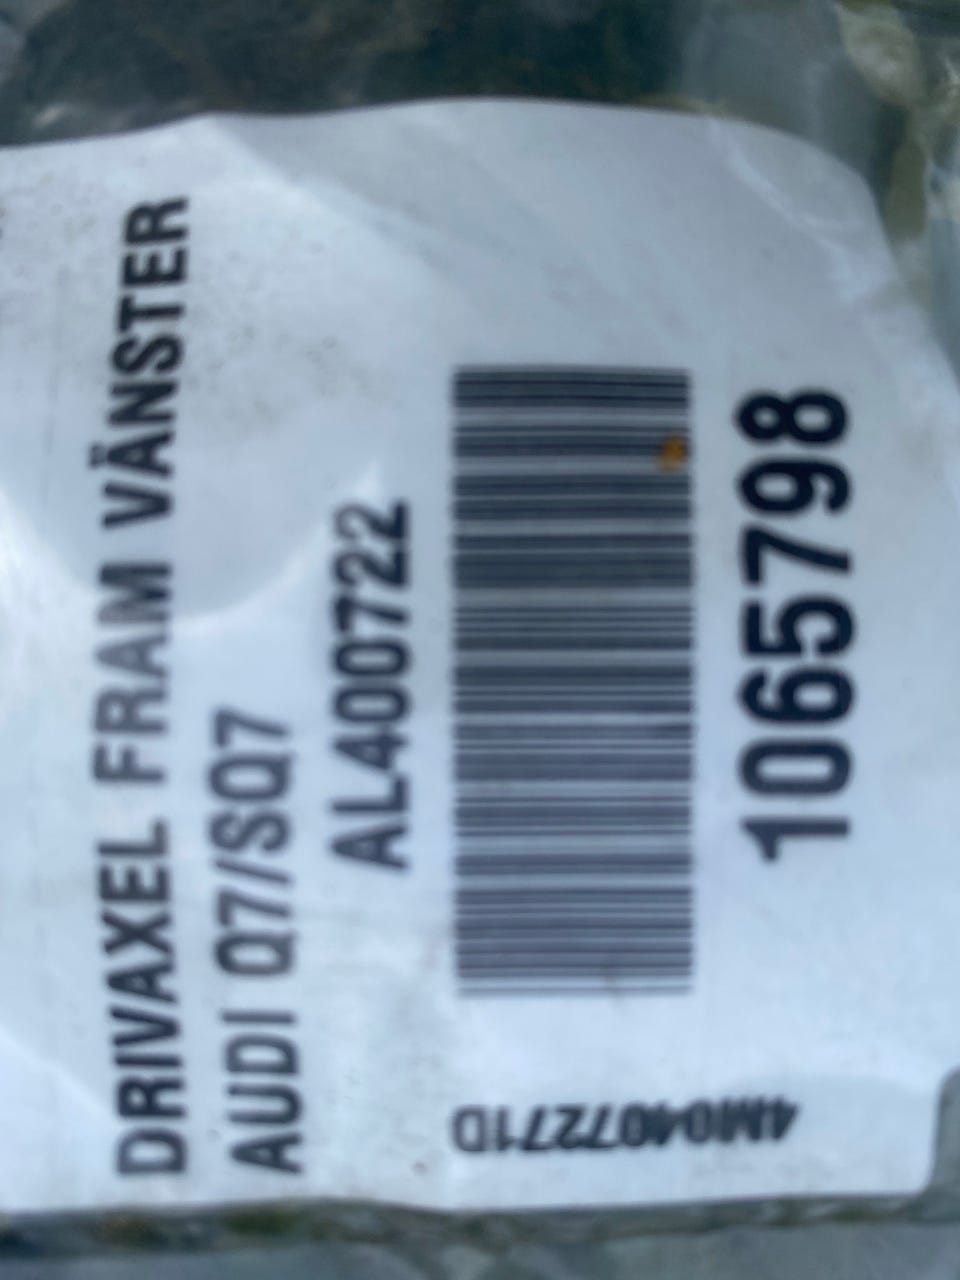 DRIVAXEL FRAM VÄNSTER
AUDI Q7/SQ7
AL400722
1065798
4M0407271D